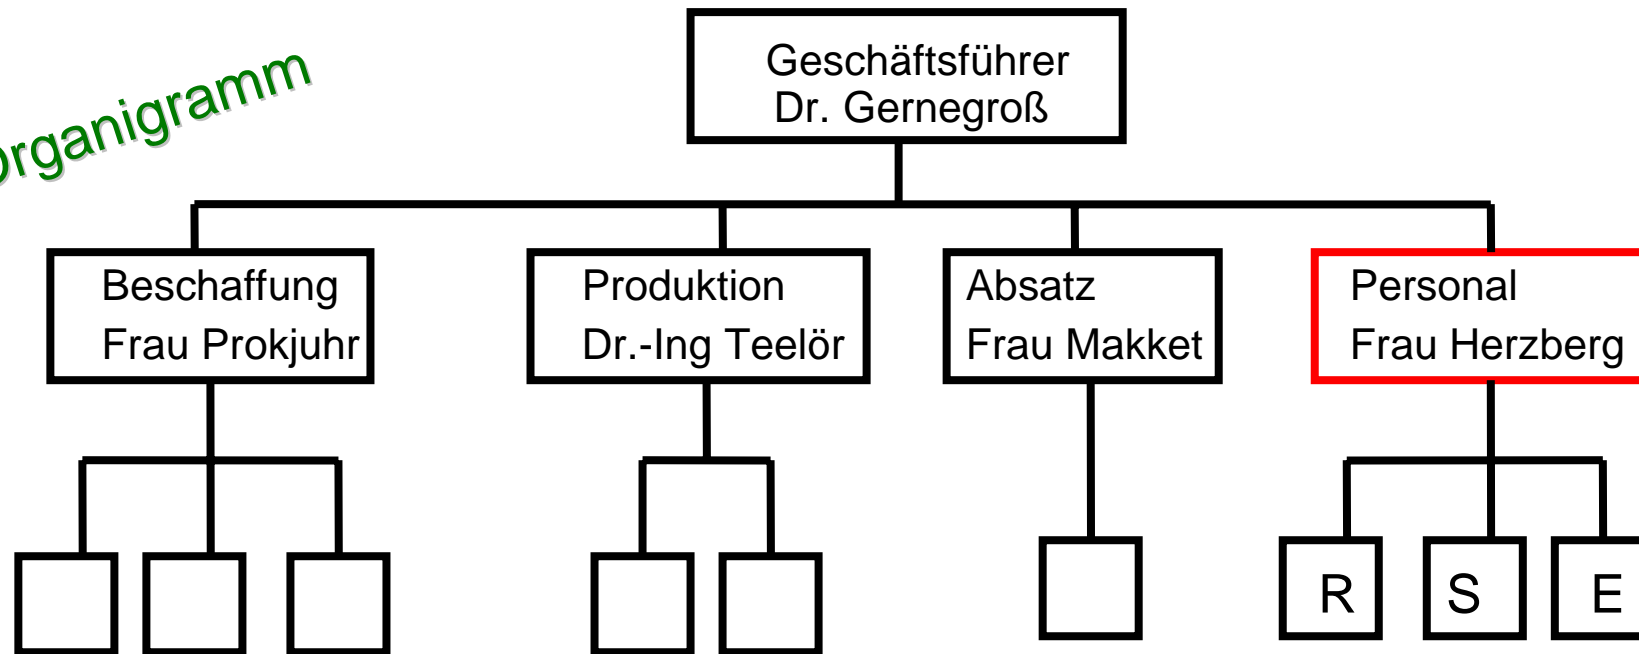 Organigramm
Geschäftsführer
Dr. Gernegroß
Beschaffung
Frau Prokjuhr
Produktion
Dr.-Ing Teelör
Absatz
Frau Makket
Personal
Frau Herzberg
R S E